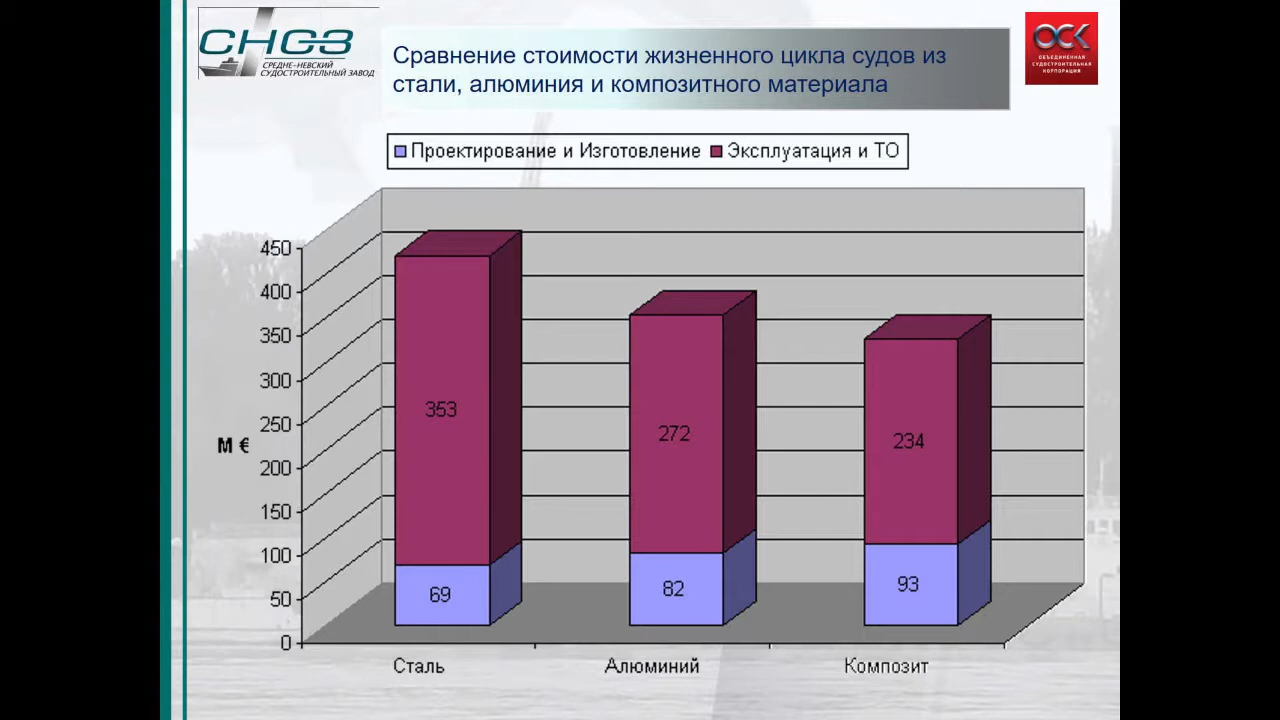 СНСЗ
СРЕДНЕ-НЕВСКИЙ
СУДОСТРОИТЕЛЬНЫЙ ЗАВОД
Сравнение стоимости жизненного цикла судов из
стали, алюминия и композитного материала
ОСК
ОБЪЕДИНЕННАЯ
СУДОСТРОИТЕЛЬНАЯ
КОРПОРАЦИЯ
Проектирование и Изготовление Эксплуатация и ТО
450
400
350
300
250
200
150
100
50
0
М €
353
272
234
69
82
93
Сталь Алюминий Композит